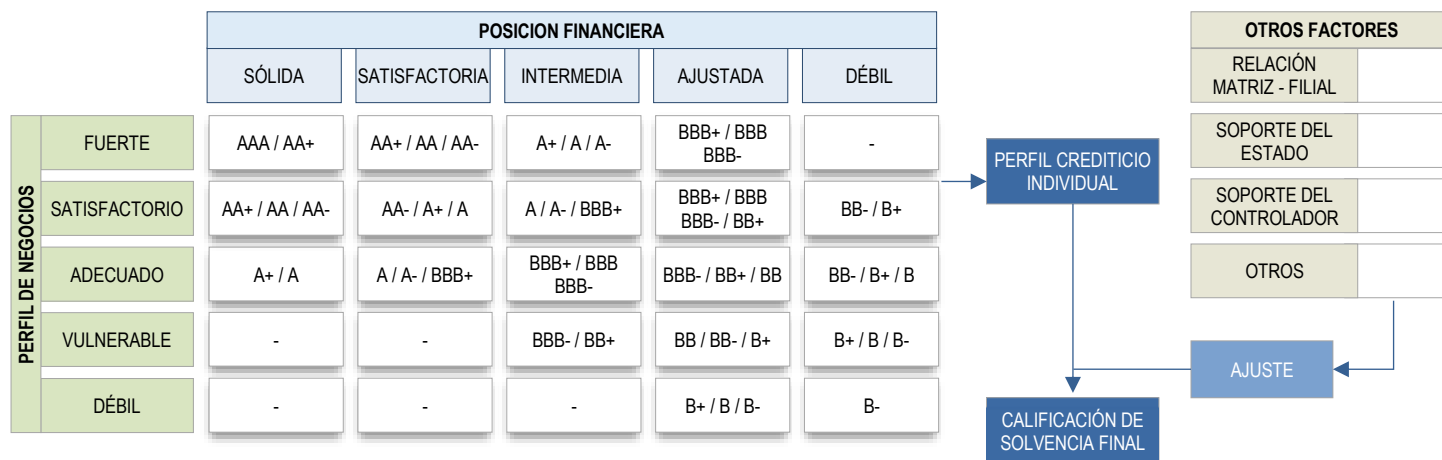 POSICION FINANCIERA
SÓLIDA
SATISFACTORIA
INTERMEDIA
AJUSTADA
DÉBIL
PERFIL DE NEGOCIOS
FUERTE
AAA / AA+
AA+ / AA / AA-
A+ / A / A-
BBB+ / BBB
BBB-
-
SATISFACTORIO
AA+ / AA / AA-
AA- / A+ / A
A / A- / BBB+
BBB+ / BBB
BBB- / BB+
BB- / B+
ADECUADO
A+ / A
A / A- / BBB+
BBB+ / BBB
BBB-
BBB- / BB+ / BB
BB- / B+ / B
VULNERABLE
-
-
BBB- / BB+
BB / BB- / B+
B+ / B / B-
DÉBIL
-
-
-
B+ / B / B-
B-
PERFIL CREDITICIO
INDIVIDUAL
CALIFICACIÓN DE
SOLVENCIA FINAL
OTROS FACTORES
RELACIÓN
MATRIZ - FILIAL
SOPORTE DEL
ESTADO
SOPORTE DEL
CONTROLADOR
OTROS
AJUSTE